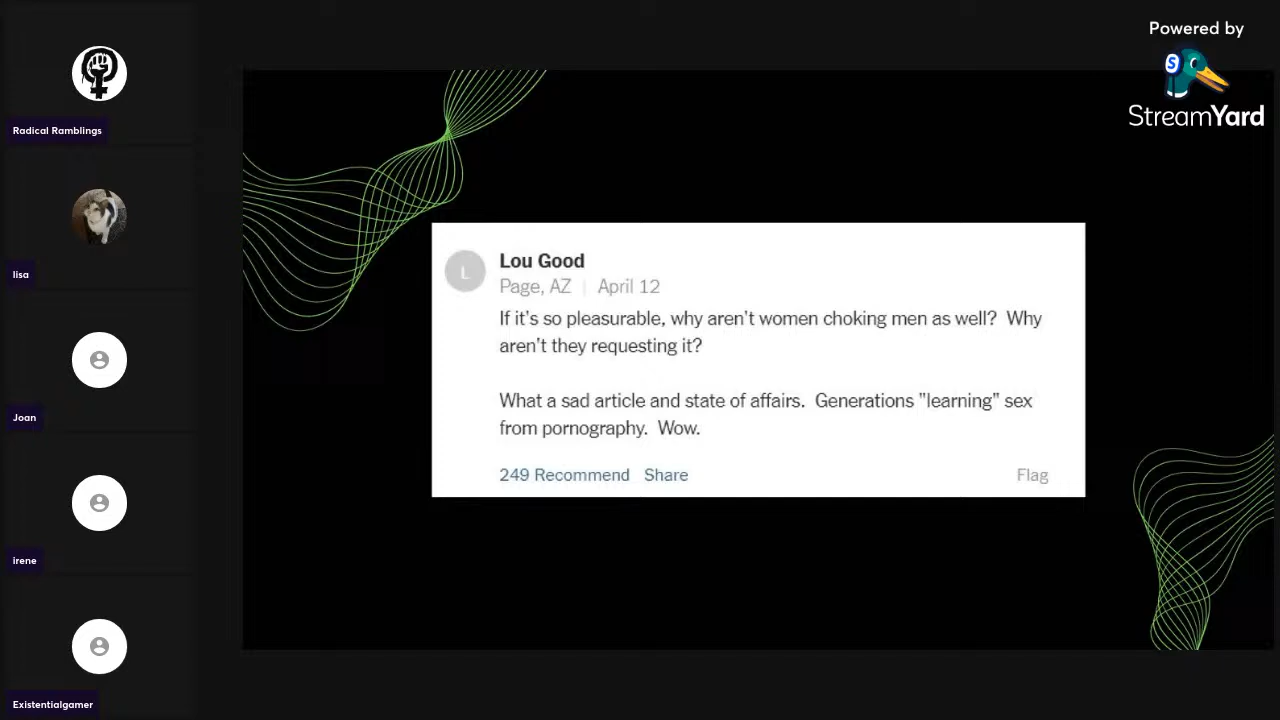 Powered by
StreamYard
Radical Ramblings
lisa
Joan
irene
Existentialgamer
L
Lou Good
Page, AZ | April 12
If it's so pleasurable, why aren't women choking men as well?  Why
aren't they requesting it?
What a sad article and state of affairs.  Generations "learning" sex
from pornography.  Wow.
249 Recommend Share
Flag